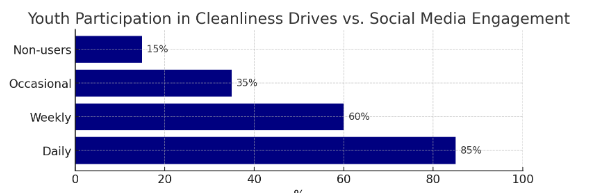 Youth Participation in Cleanliness Drives vs. Social Media Engagement
Non-users 15%
Occasional 35%
Weekly 60%
Daily 85%
0 20 40 60 80 100
%